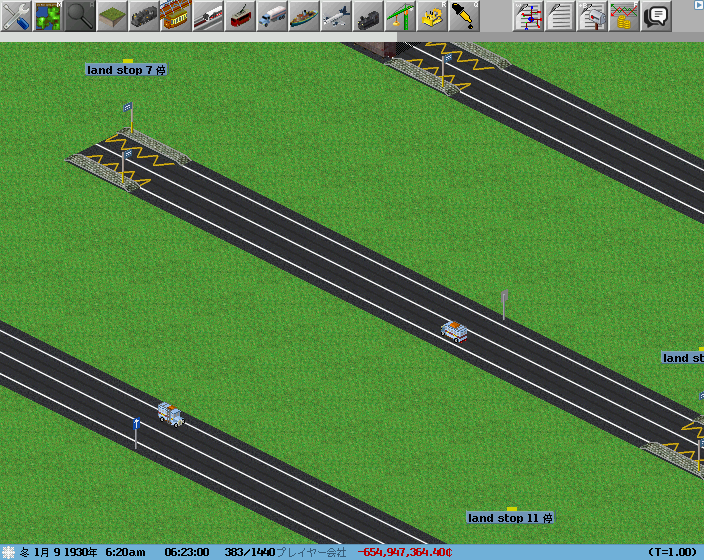 land stop 7 停
land st
land stop 11 停
冬 1月 9 1930年 6:20am 06:23:00 383/1440 プレイヤー会社 -654,947,364.40¢ (T=1.00)